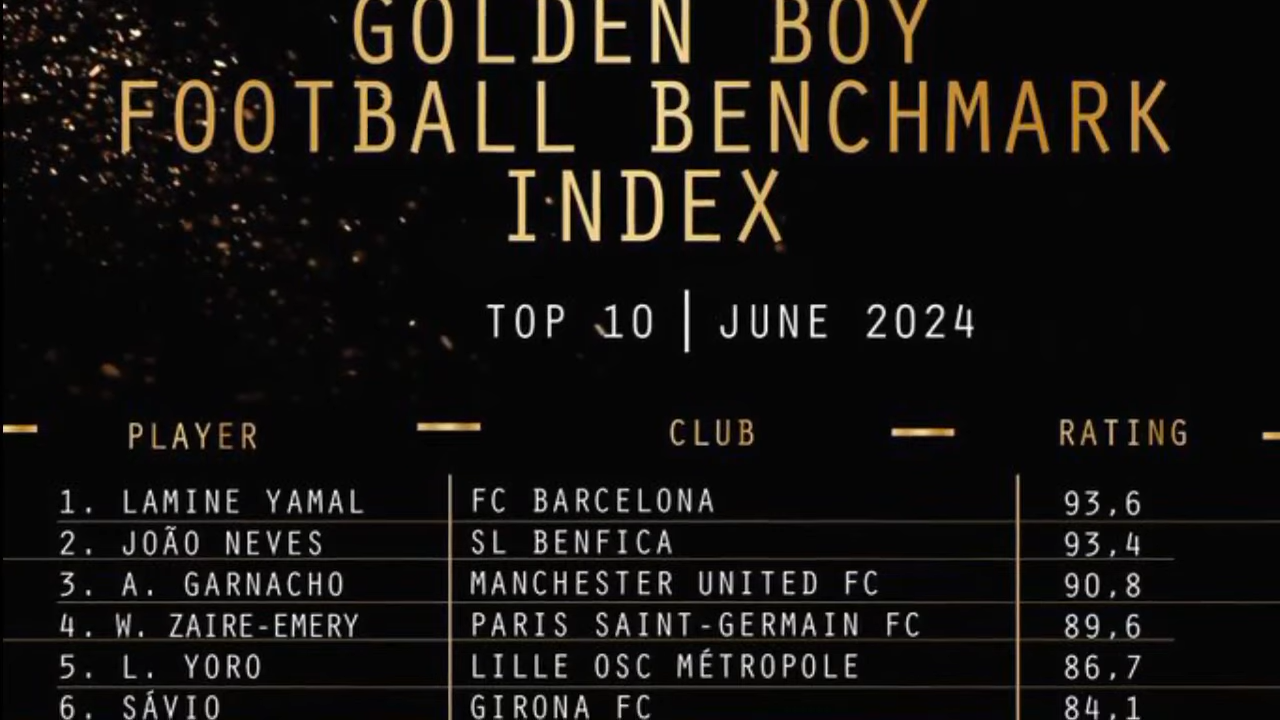 GOLDEN BOY
FOOTBALL BENCHMARK
INDEX
TOP 10 | JUNE 2024
PLAYER CLUB RATING
1. LAMINE YAMAL FC BARCELONA 93,6
2. JOÃO NEVES SL BENFICA 93,4
3. A. GARNACHO MANCHESTER UNITED FC 90,8
4. W. ZAIRE-EMERY PARIS SAINT-GERMAIN FC 89,6
5. L. YORO LILLE OSC MÉTROPOLE 86,7
6. SÁVIO GIRONA FC 84,1